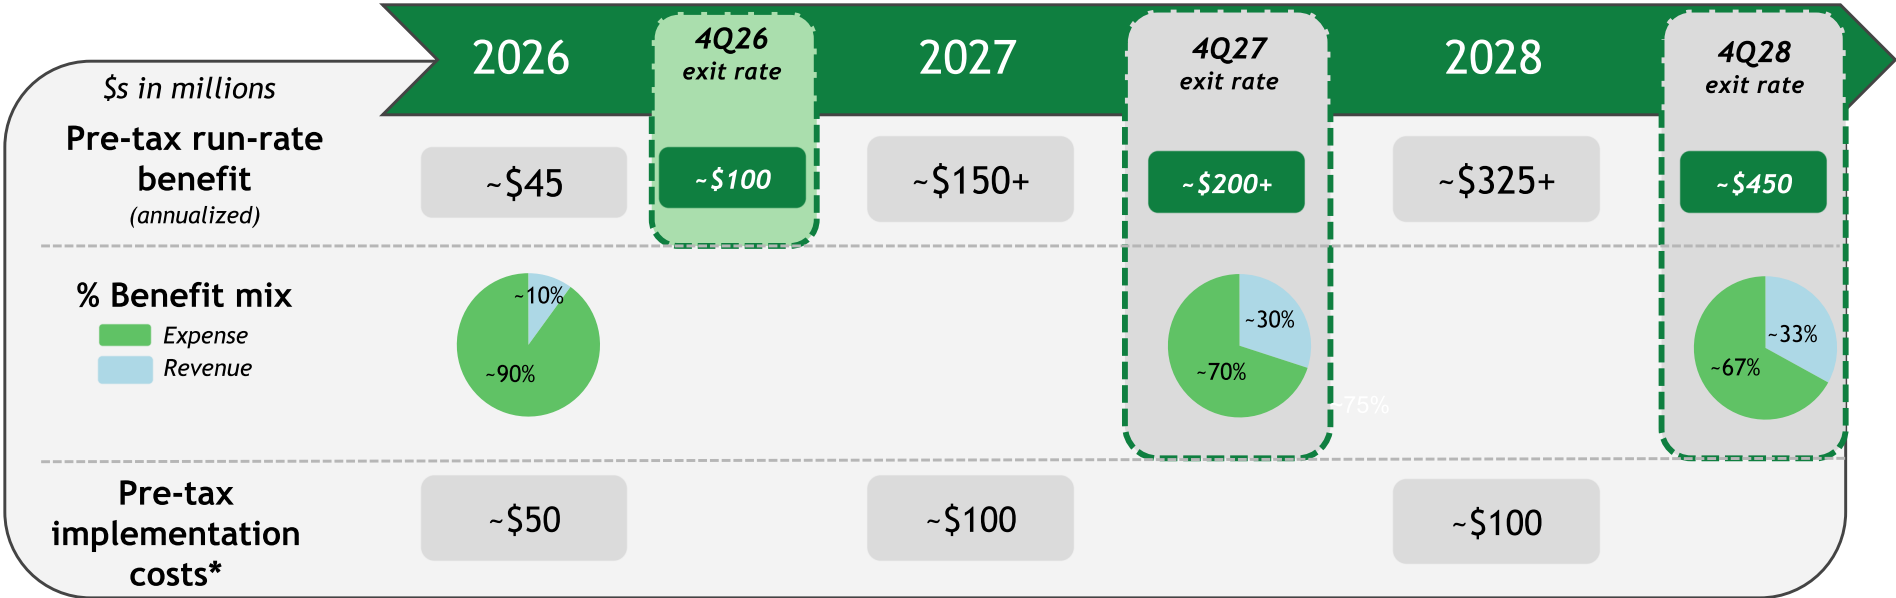 2026
4Q26
exit rate
2027
4Q27
exit rate
2028
4Q28
exit rate
$s in millions
Pre-tax run-rate
benefit
(annualized)
~$45
~$100
~$150+
~$200+
~$325+
~$450
% Benefit mix
Expense
Revenue
~10%
~90%
~30%
~70%
~75%
~33%
~67%
Pre-tax
implementation
costs*
~$50
~$100
~$100